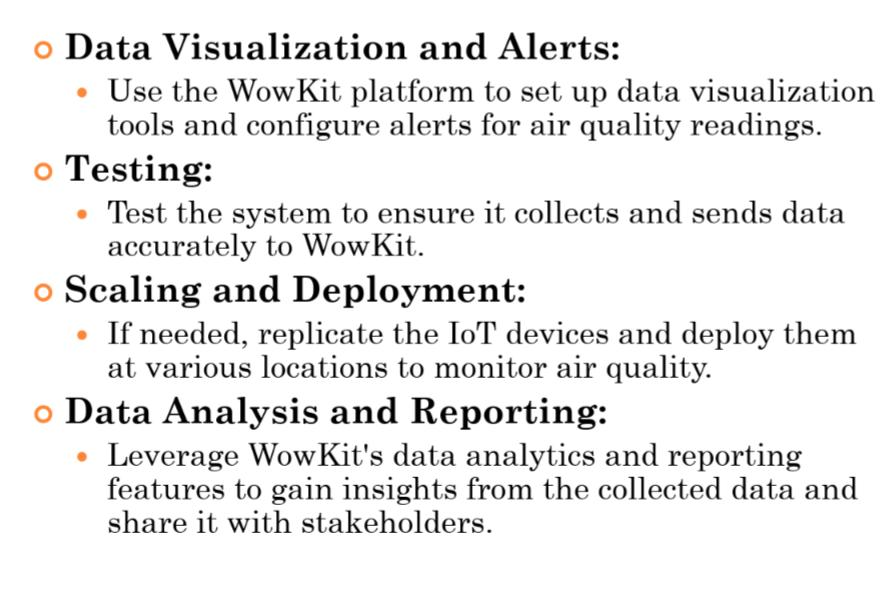 Data Visualization and Alerts:
Use the WowKit platform to set up data visualization
tools and configure alerts for air quality readings.
Testing:
Test the system to ensure it collects and sends data
accurately to WowKit.
Scaling and Deployment:
If needed, replicate the IoT devices and deploy them
at various locations to monitor air quality.
Data Analysis and Reporting:
Leverage WowKit's data analytics and reporting
features to gain insights from the collected data and
share it with stakeholders.